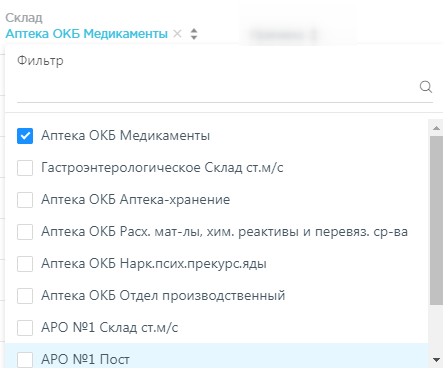 Склад
Аптека ОКБ Медикаменты
Фильтр
Аптека ОКБ Медикаменты
Гастроэнтерологическое Склад ст.м/с
Аптека ОКБ Аптека-хранение
Аптека ОКБ Расх. мат-лы, хим. реактивы и перевяз. ср-ва
Аптека ОКБ Нарк.псих.прекурс.яды
Аптека ОКБ Отдел производственный
АРО №1 Склад ст.м/с
АРО №1 Пост